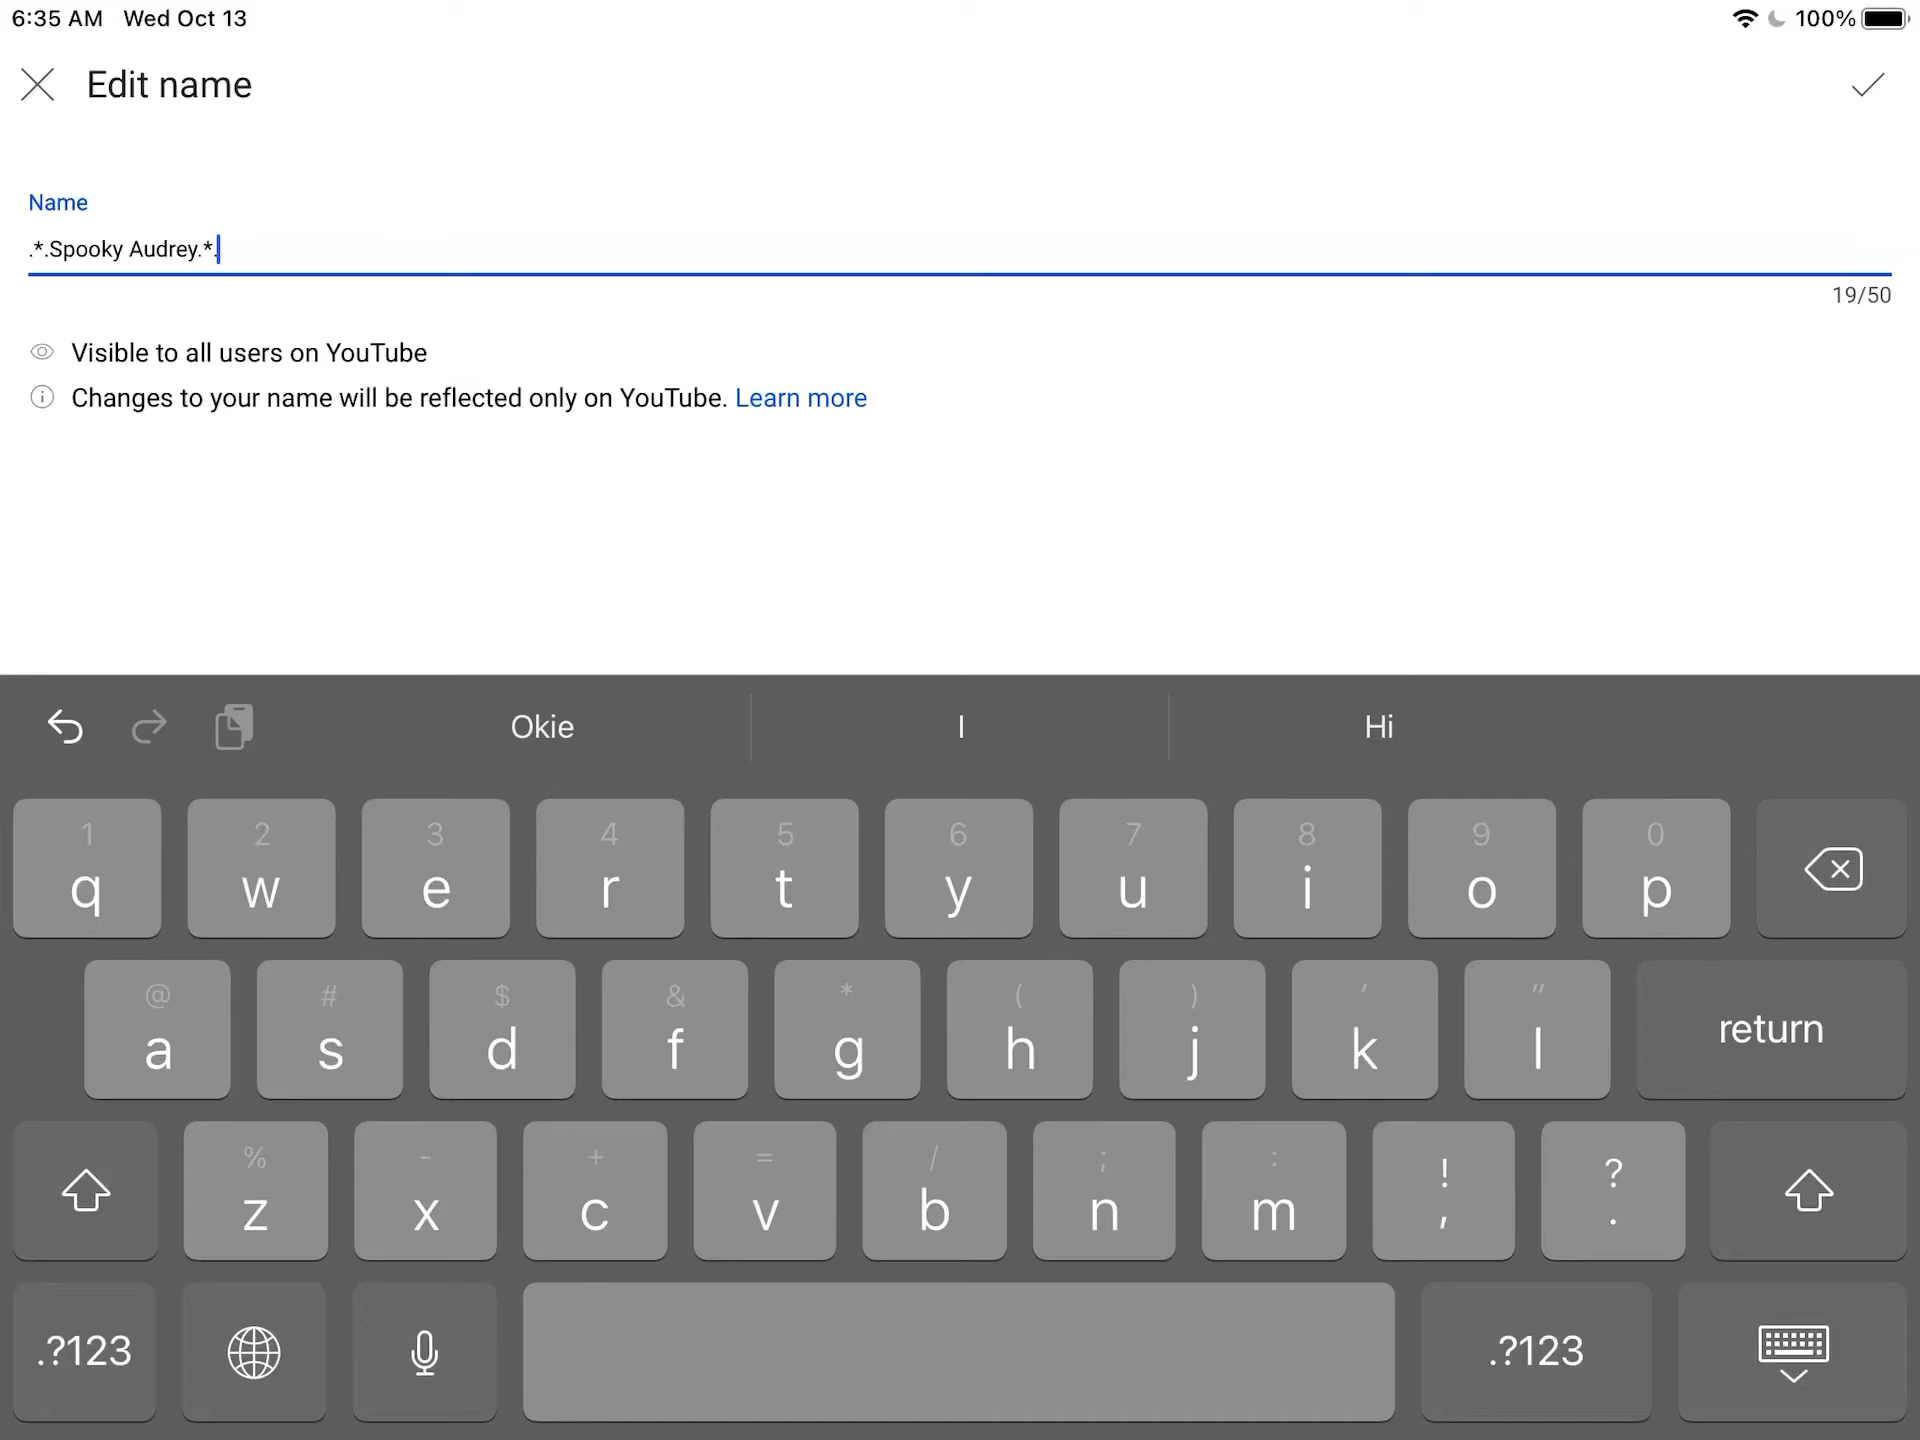 6:35 AM Wed Oct 13 100%
Edit name
Name
.*.Spooky Audrey.*.
19/50
Visible to all users on YouTube
Changes to your name will be reflected only on YouTube. Learn more
Okie I Hi
1 2 3 4 5 6 7 8 9 0
q w e r t y u i o p
@ # $ & * ( ) ' "
a s d f g h j k l return
% - + = / ; : ! ?
z x c v b n m , .
.?123 .?123